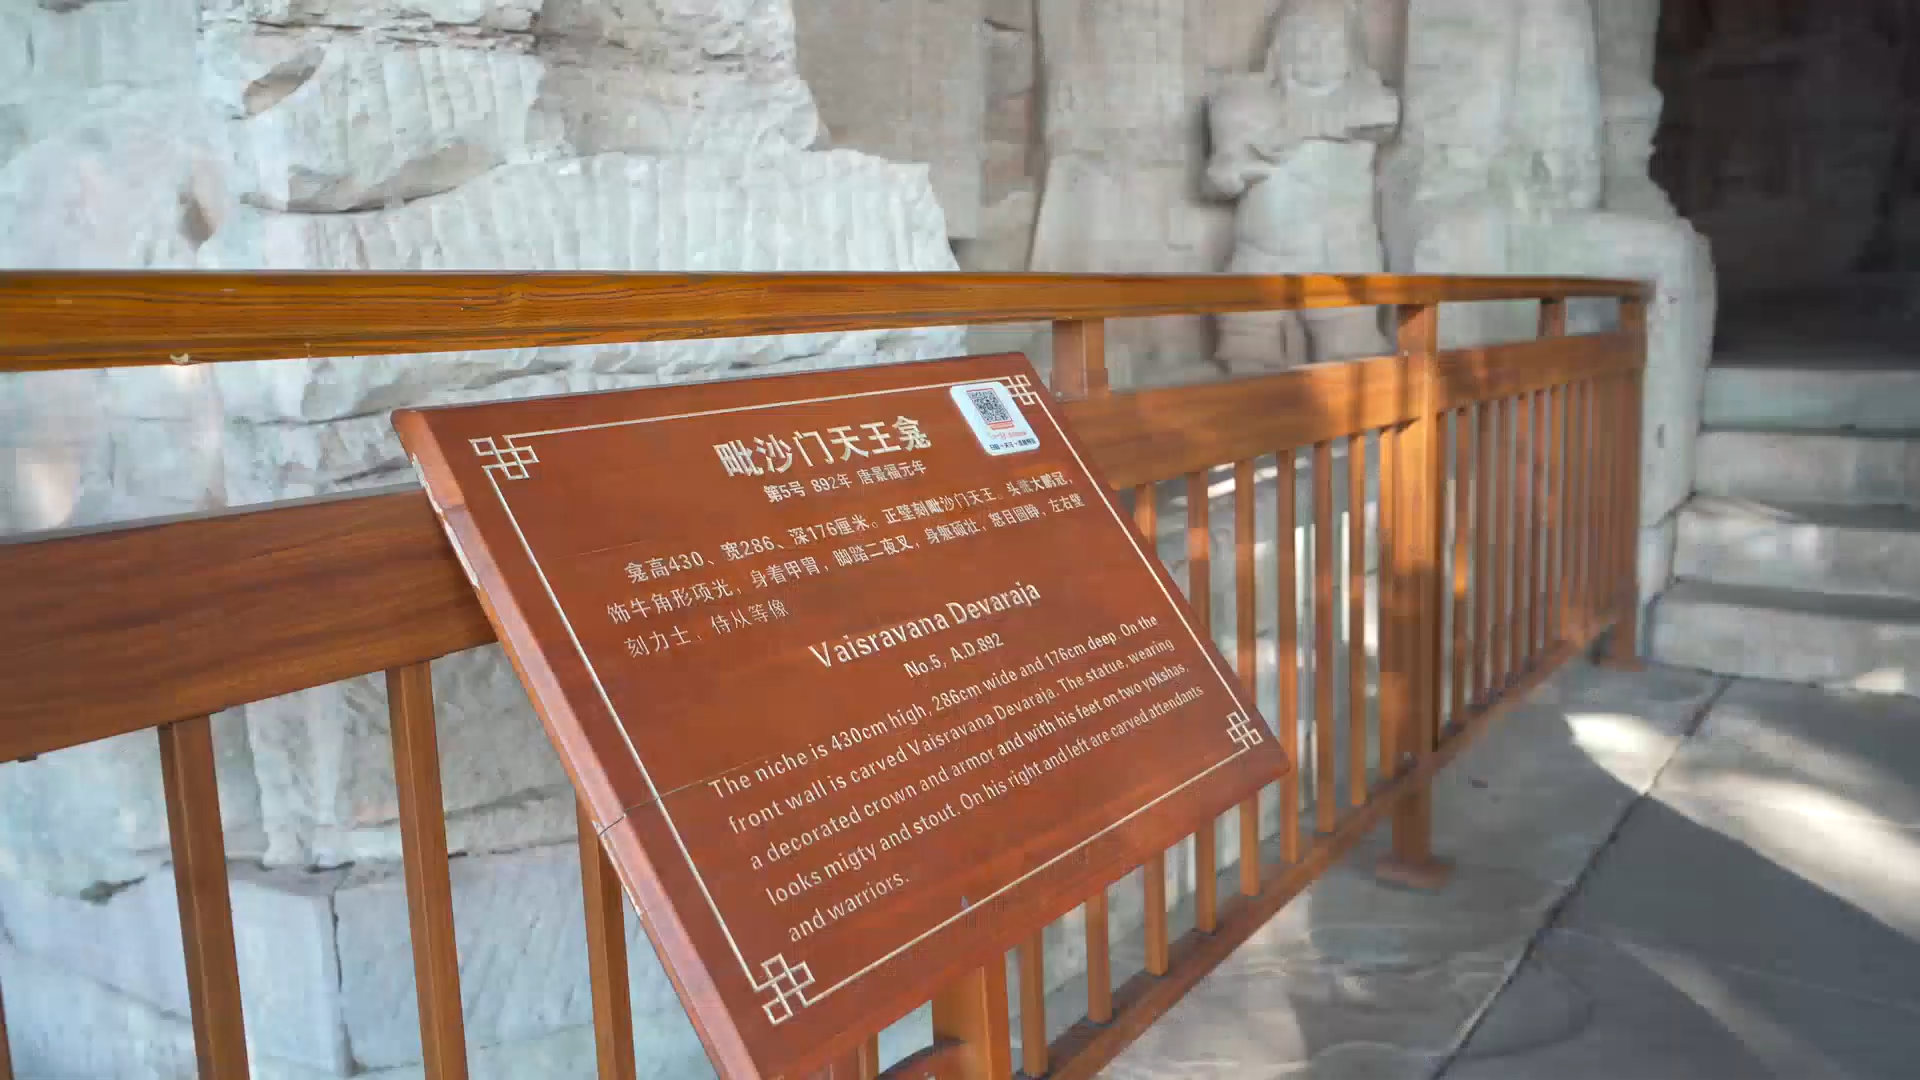 毗沙门天王龛
第5号 892年 唐景福元年
龛高430、宽286、深176厘米。正壁刻毗沙门天王。头戴大鹏冠，
饰牛角形项光，身着甲胄，脚踏二夜叉，身躯硕壮，怒目圆睁，左右壁
刻力士、侍从等像
Vaisravana Devaraja
No.5, A.D.892
The niche is 430cm high, 286cm wide and 176cm deep. On the
front wall is carved Vaisravana Devaraja. The statue, wearing
a decorated crown and armor and with his feet on two yokshas,
looks migty and stout. On his right and left are carved attendants
and warriors.